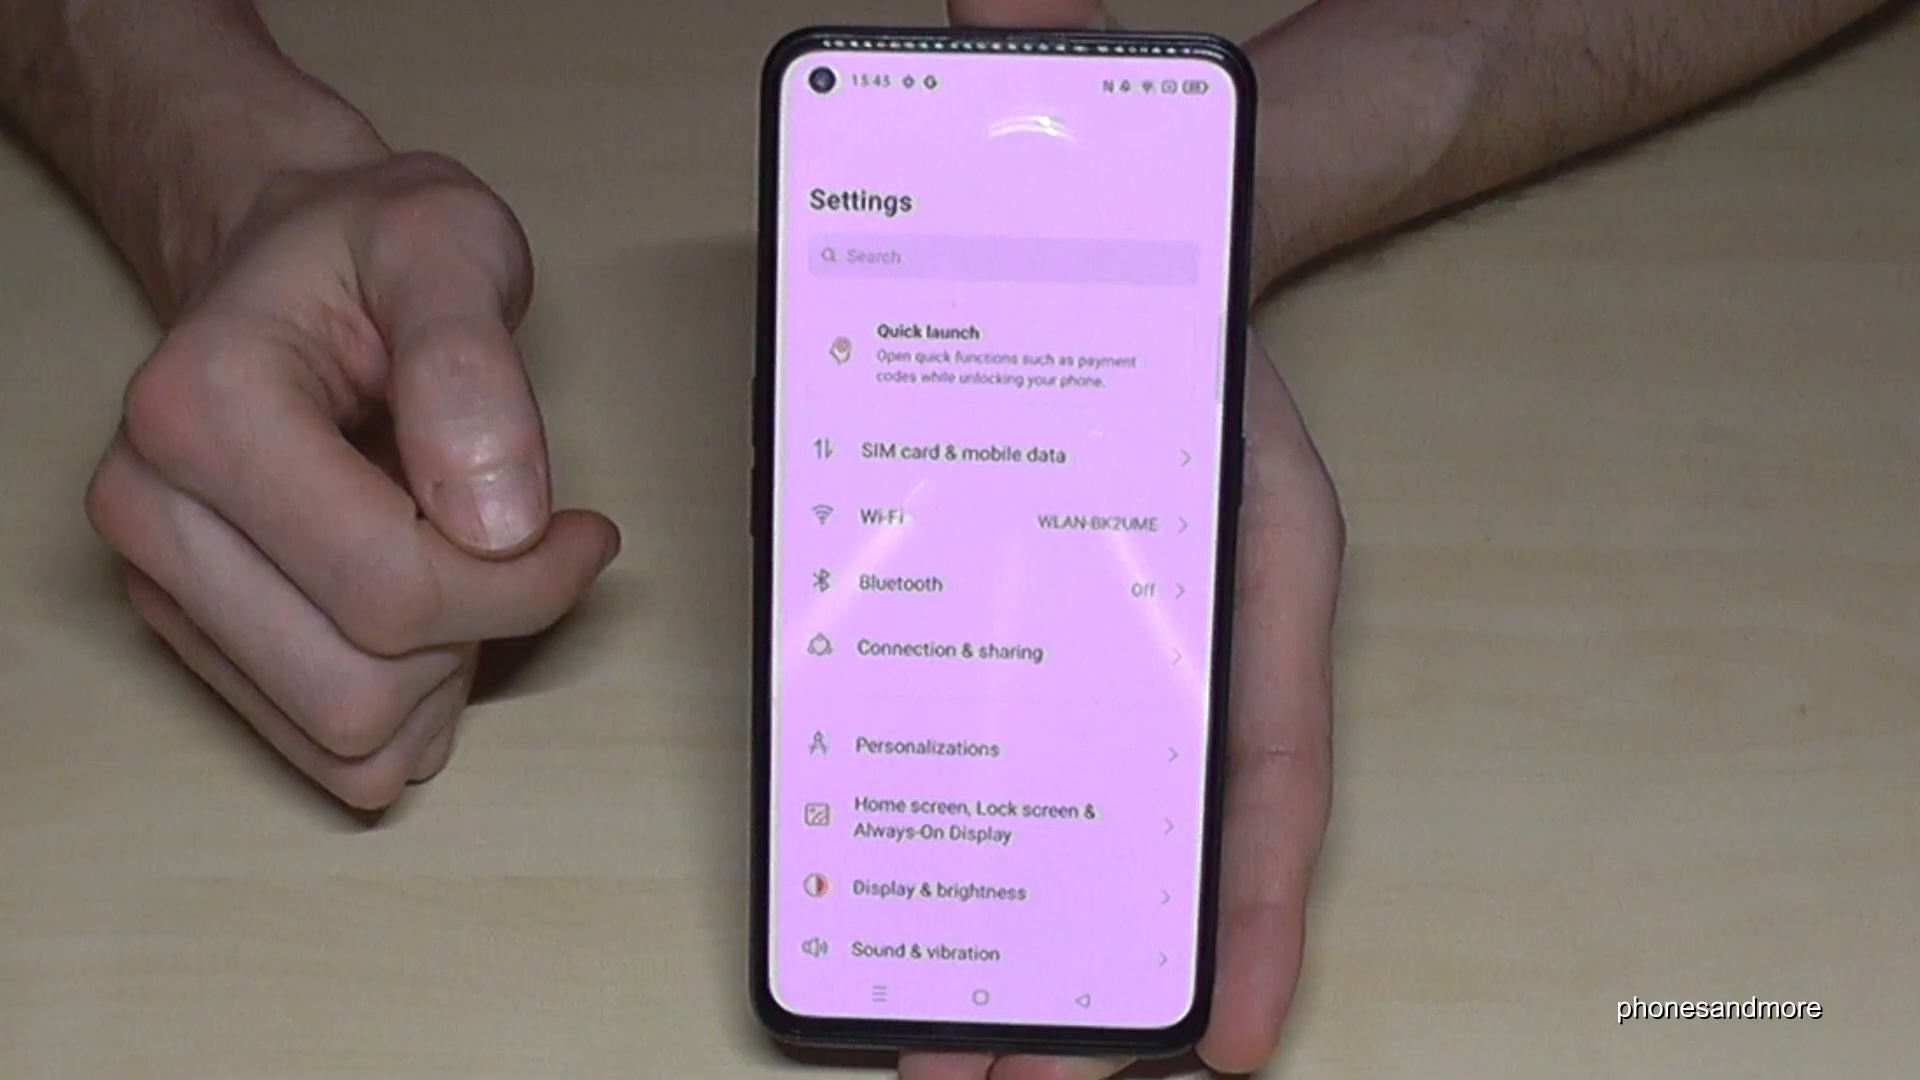 15:45
Settings
Search
Quick launch
Open quick functions such as payment
codes while unlocking your phone.
SIM card & mobile data
Wi-Fi WLAN-BK2UME
Bluetooth Off
Connection & sharing
Personalizations
Home screen, Lock screen &
Always-On Display
Display & brightness
Sound & vibration
phonesandmore